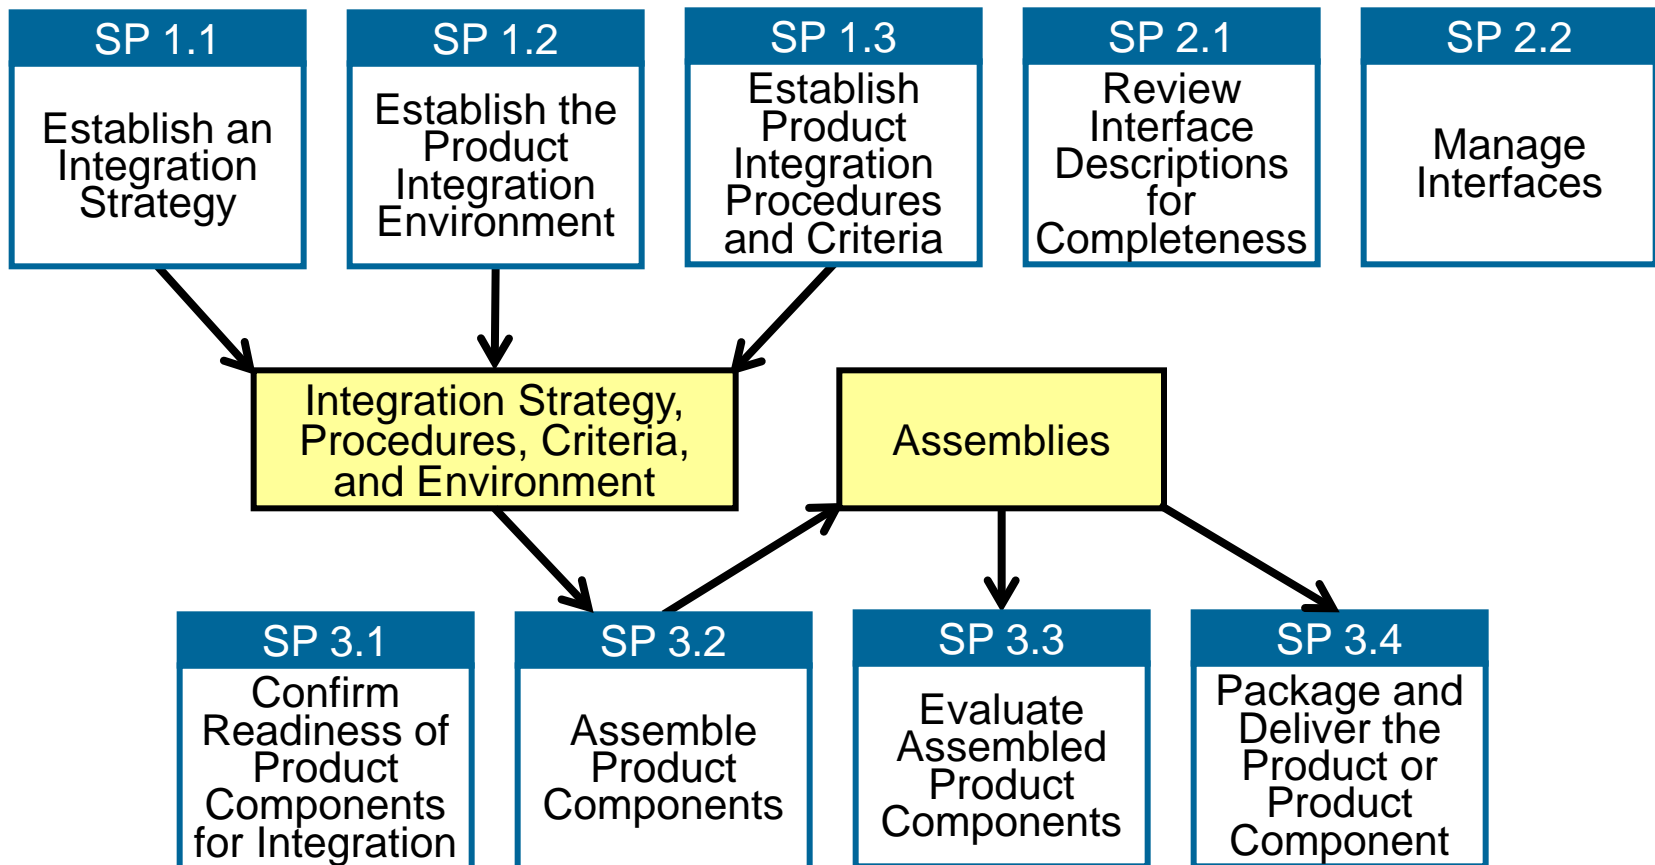 SP 1.1
Establish an
Integration
Strategy
SP 1.2
Establish the
Product
Integration
Environment
SP 1.3
Establish
Product
Integration
Procedures
and Criteria
SP 2.1
Review
Interface
Descriptions
for
Completeness
SP 2.2
Manage
Interfaces
Integration Strategy,
Procedures, Criteria,
and Environment
Assemblies
SP 3.1
Confirm
Readiness of
Product
Components
for Integration
SP 3.2
Assemble
Product
Components
SP 3.3
Evaluate
Assembled
Product
Components
SP 3.4
Package and
Deliver the
Product or
Product
Component